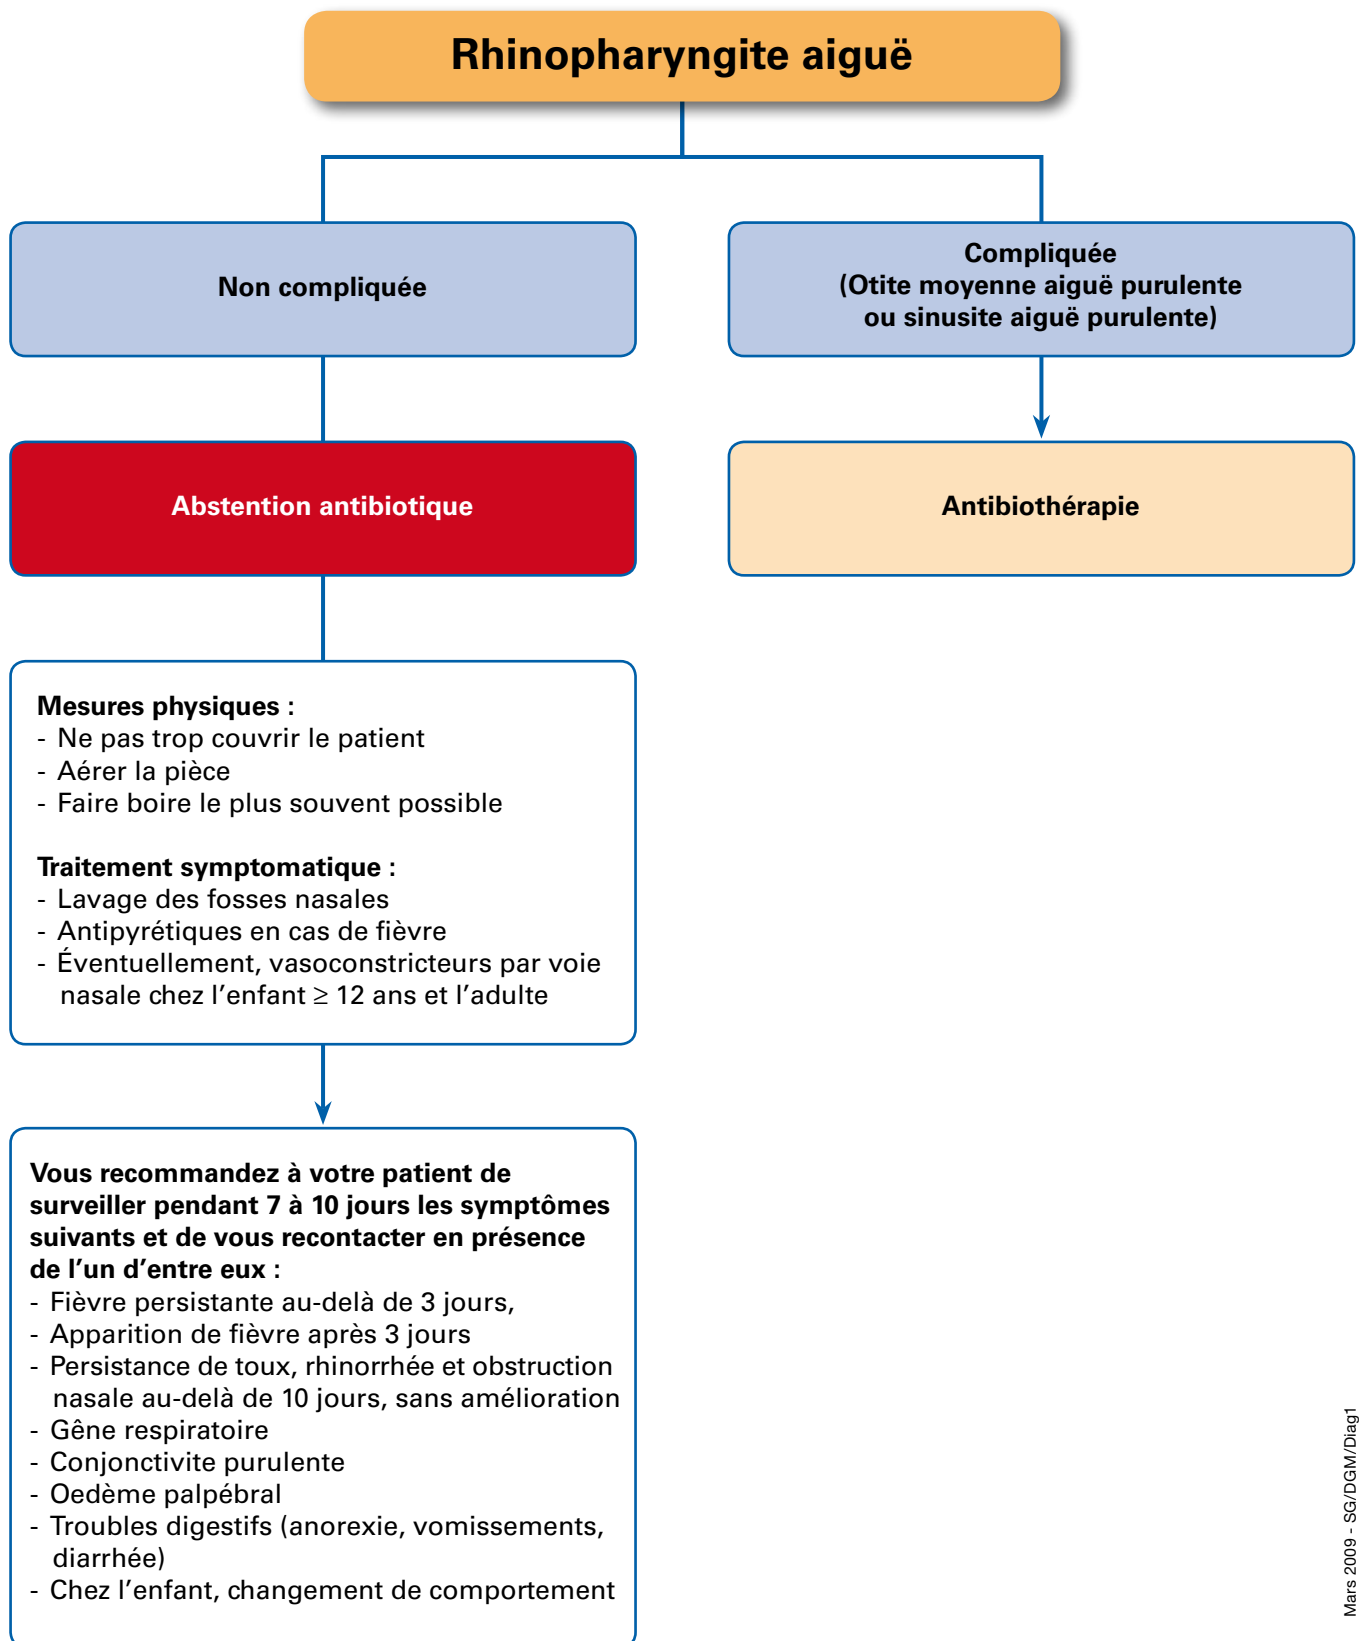 Rhinopharyngite aiguë
Non compliquée
Compliquée
(Otite moyenne aiguë purulente
ou sinusite aiguë purulente)
Abstention antibiotique
Antibiothérapie
Mesures physiques :
- Ne pas trop couvrir le patient
- Aérer la pièce
- Faire boire le plus souvent possible
Traitement symptomatique :
- Lavage des fosses nasales
- Antipyrétiques en cas de fièvre
- Éventuellement, vasoconstricteurs par voie
nasale chez l’enfant ≥ 12 ans et l’adulte
Vous recommandez à votre patient de
surveiller pendant 7 à 10 jours les symptômes
suivants et de vous recontacter en présence
de l’un d’entre eux :
- Fièvre persistante au-delà de 3 jours,
- Apparition de fièvre après 3 jours
- Persistance de toux, rhinorrhée et obstruction
nasale au-delà de 10 jours, sans amélioration
- Gêne respiratoire
- Conjonctivite purulente
- Oedème palpébral
- Troubles digestifs (anorexie, vomissements,
diarrhée)
- Chez l’enfant, changement de comportement
Mars 2009 - SG/DGM/Diag1